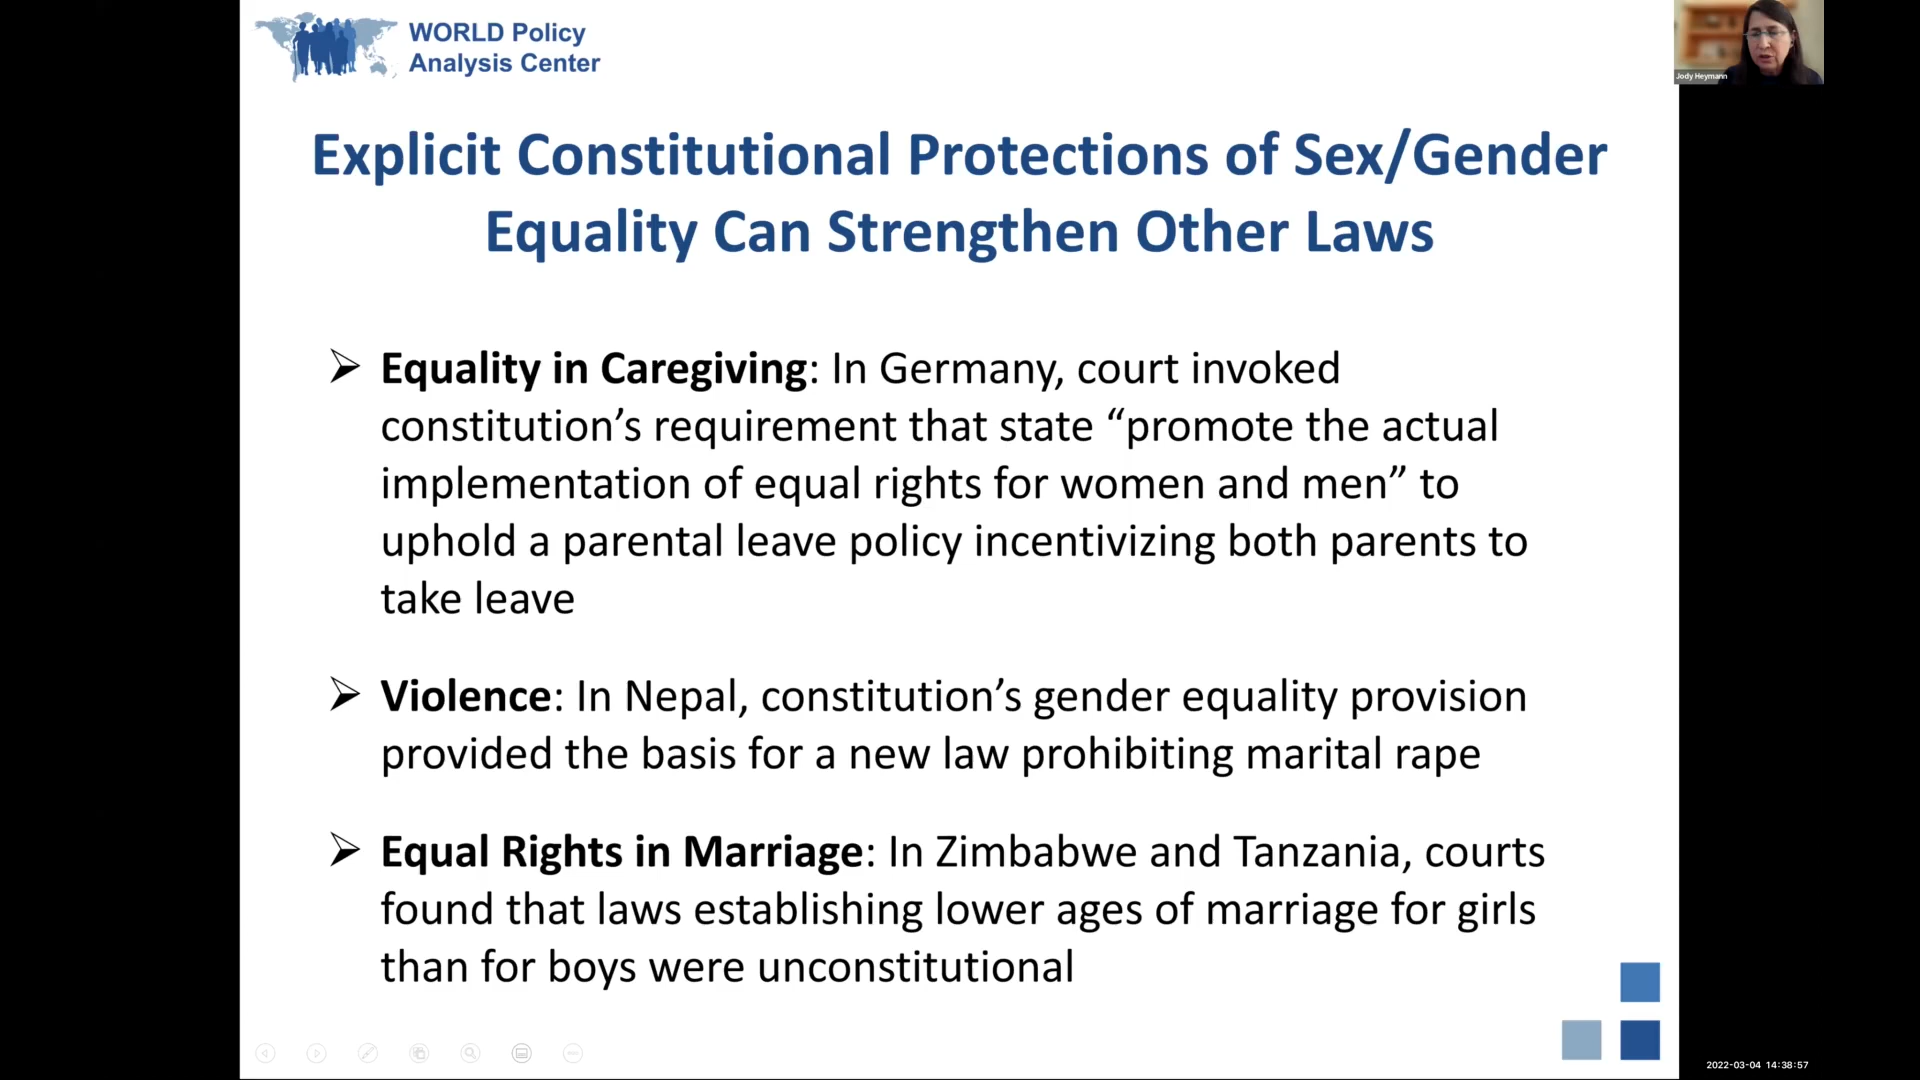 WORLD Policy
Analysis Center
Jody Heymann
Explicit Constitutional Protections of Sex/Gender
Equality Can Strengthen Other Laws
➢ Equality in Caregiving: In Germany, court invoked
constitution’s requirement that state “promote the actual
implementation of equal rights for women and men” to
uphold a parental leave policy incentivizing both parents to
take leave
➢ Violence: In Nepal, constitution’s gender equality provision
provided the basis for a new law prohibiting marital rape
➢ Equal Rights in Marriage: In Zimbabwe and Tanzania, courts
found that laws establishing lower ages of marriage for girls
than for boys were unconstitutional
2022-03-04 14:38:57